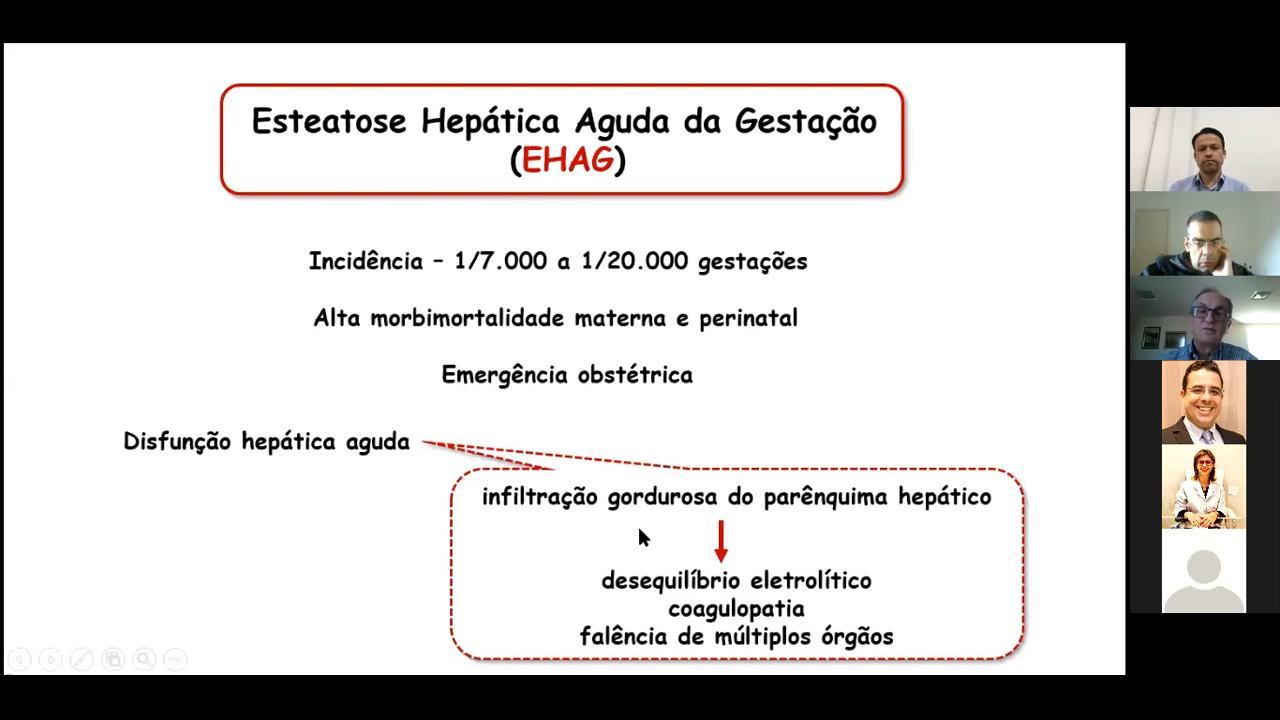 Esteatose Hepática Aguda da Gestação
(EHAG)
Incidência – 1/7.000 a 1/20.000 gestações
Alta morbimortalidade materna e perinatal
Emergência obstétrica
Disfunção hepática aguda
infiltração gordurosa do parênquima hepático
desequilíbrio eletrolítico
coagulopatia
falência de múltiplos órgãos